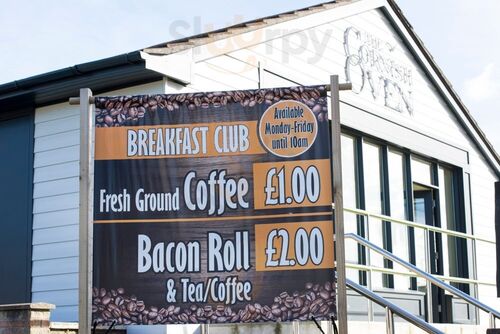 Slurrpy
THE
OVEN
BREAKFAST CLUB
Available
Monday-Friday
until 10am
Fresh Ground Coffee £1.00
Bacon Roll £2.00
& Tea/Coffee